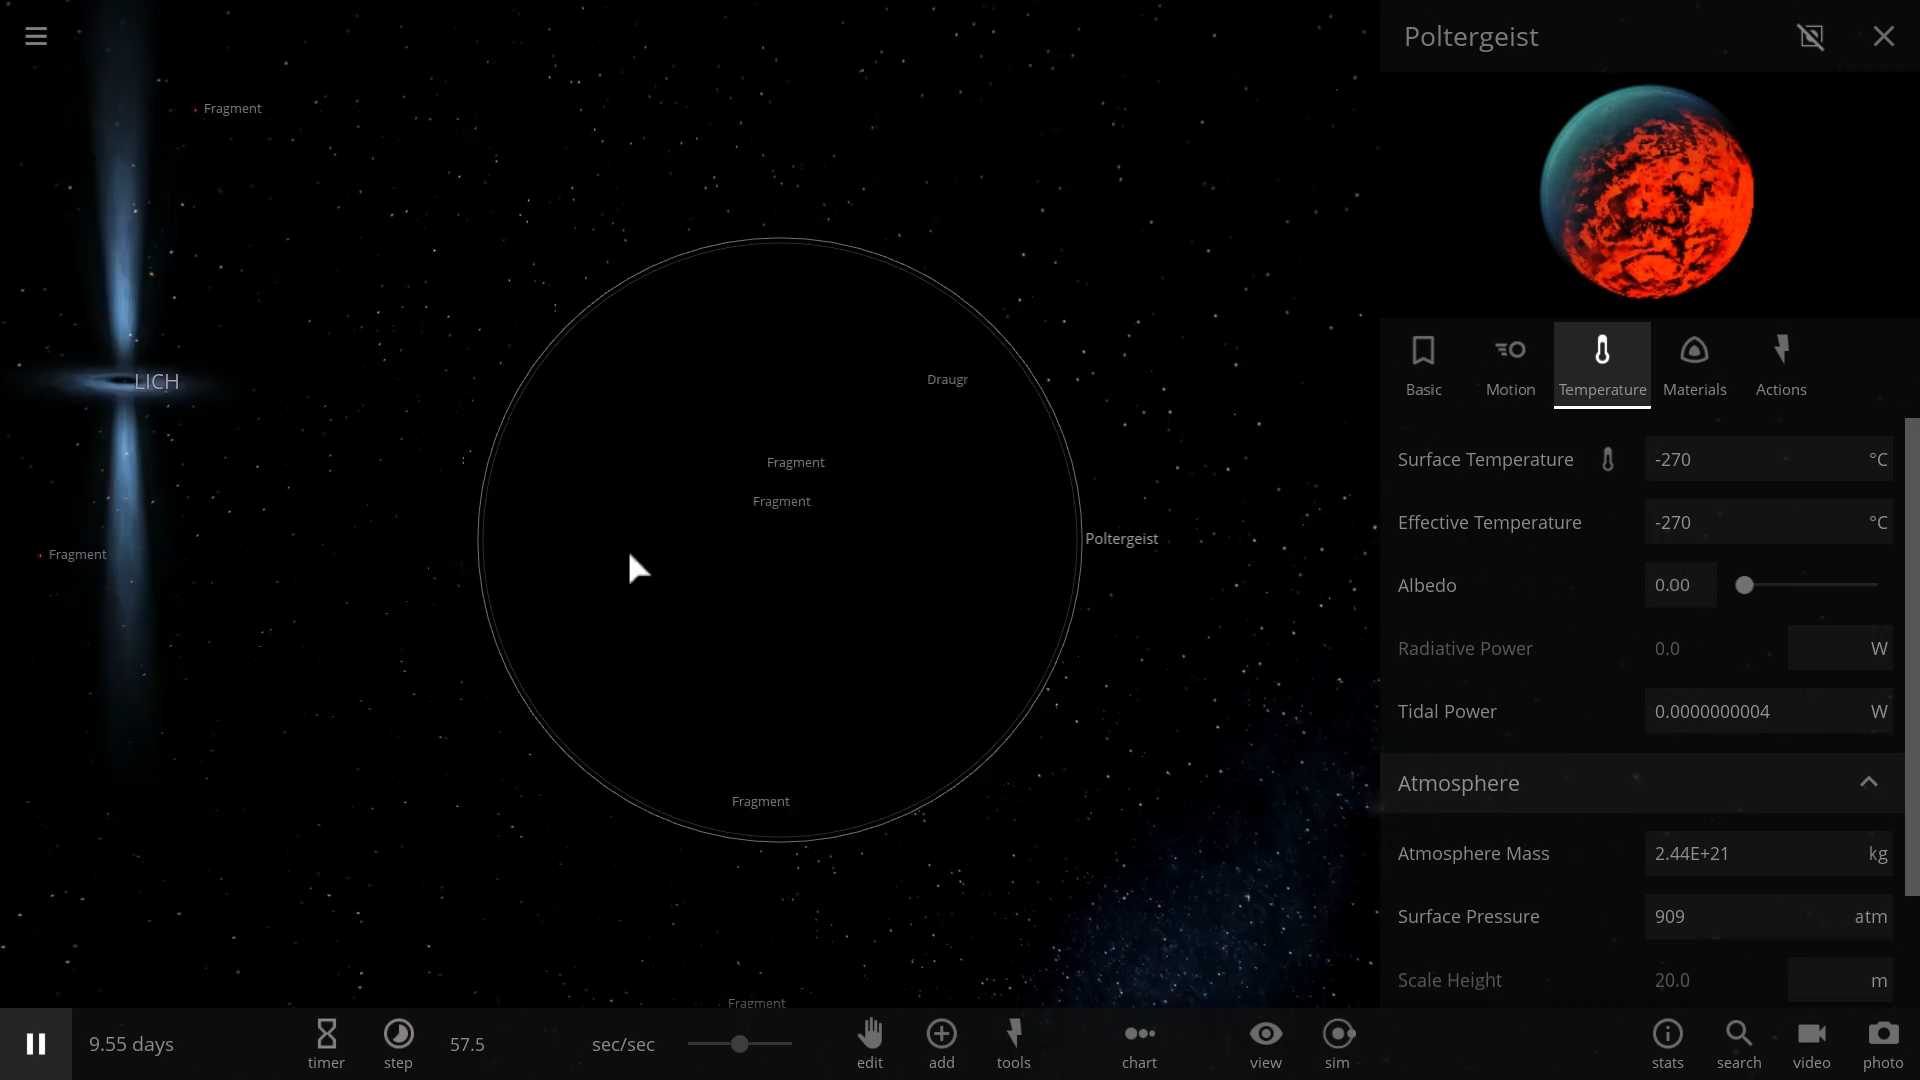 Poltergeist
Fragment
LICH
Draugr
Fragment
Fragment
Poltergeist
Fragment
Fragment
Fragment
Basic
Motion
Temperature
Materials
Actions
Surface Temperature -270 °C
Effective Temperature -270 °C
Albedo 0.00
Radiative Power 0.0 W
Tidal Power 0.0000000004 W
Atmosphere
Atmosphere Mass 2.44E+21 kg
Surface Pressure 909 atm
Scale Height 20.0 m
9.55 days
timer
step
57.5 sec/sec
edit
add
tools
chart
view
sim
stats
search
video
photo